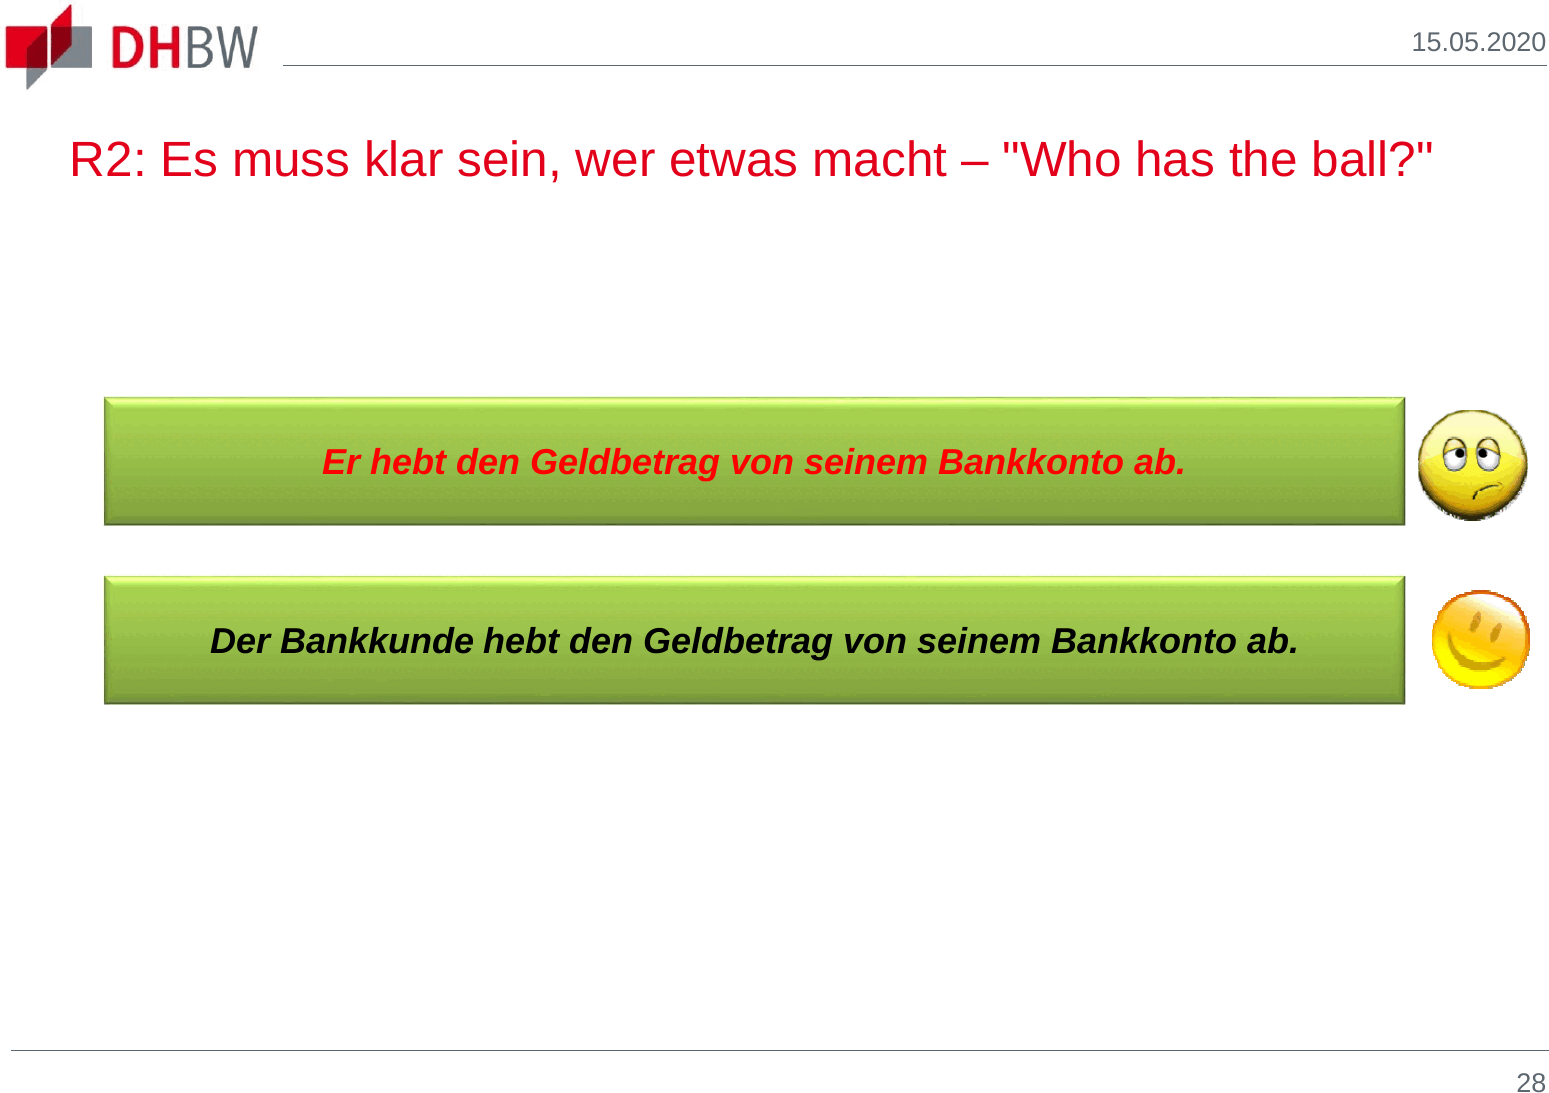 DHBW
15.05.2020
R2: Es muss klar sein, wer etwas macht – "Who has the ball?"
Er hebt den Geldbetrag von seinem Bankkonto ab.
Der Bankkunde hebt den Geldbetrag von seinem Bankkonto ab.
28